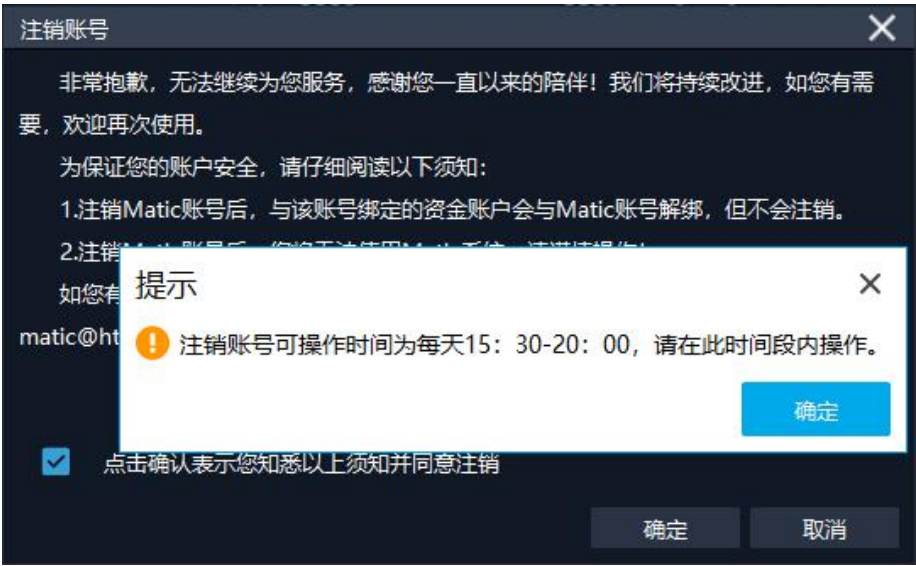 注销账号
非常抱歉，无法继续为您服务，感谢您一直以来的陪伴！我们将持续改进，如您有需
要，欢迎再次使用。
为保证您的账户安全，请仔细阅读以下须知：
1.注销Matic账号后，与该账号绑定的资金账户会与Matic账号解绑，但不会注销。
2.注销
如您有
matic@ht
提示
注销账号可操作时间为每天15：30-20：00，请在此时间段内操作。
确定
点击确认表示您知悉以上须知并同意注销
确定
取消